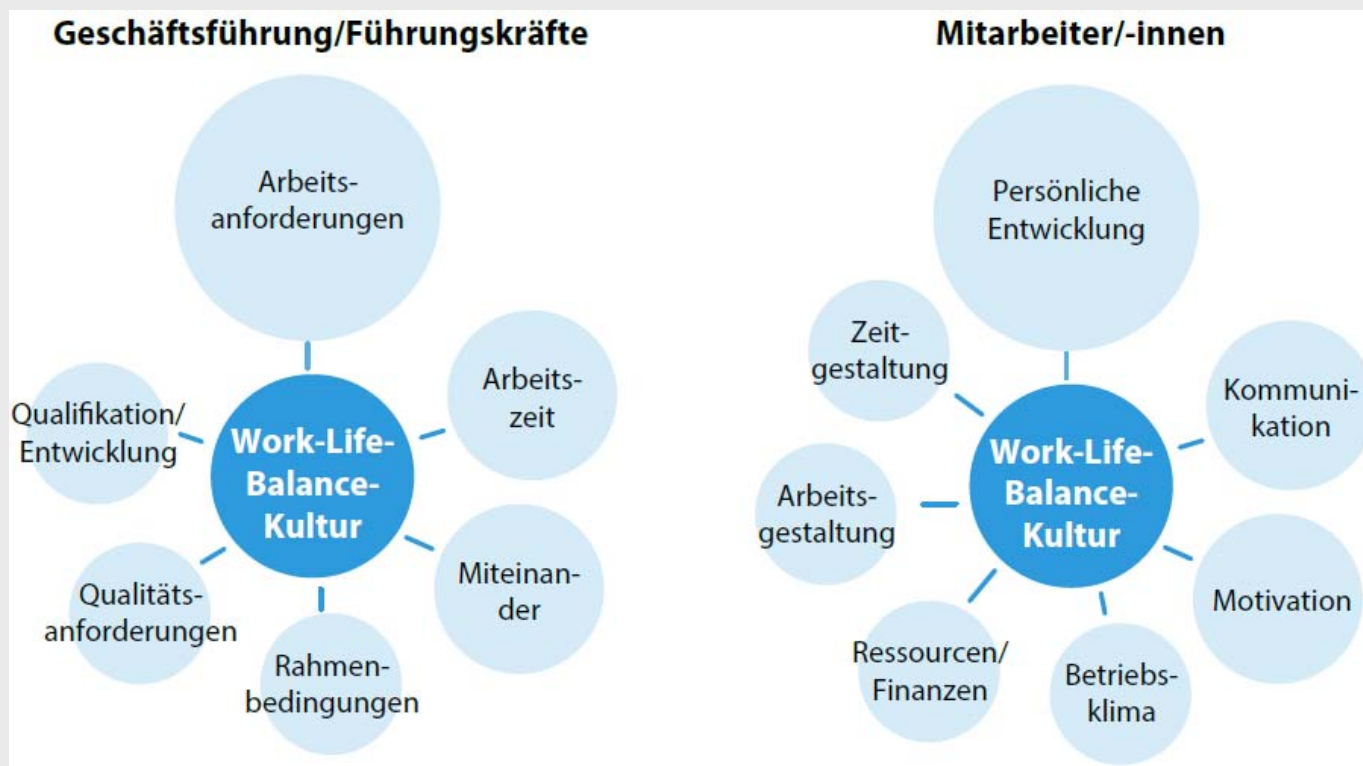 Geschäftsführung/Führungskräfte
Arbeits-
anforderungen
Arbeits-
zeit
Qualifikation/
Entwicklung
Work-Life-
Balance-
Kultur
Miteinan-
der
Qualitäts-
anforderungen
Rahmen-
bedingungen
Mitarbeiter/-innen
Persönliche
Entwicklung
Zeit-
gestaltung
Kommuni-
kation
Work-Life-
Balance-
Kultur
Arbeits-
gestaltung
Motivation
Ressourcen/
Finanzen
Betriebs-
klima